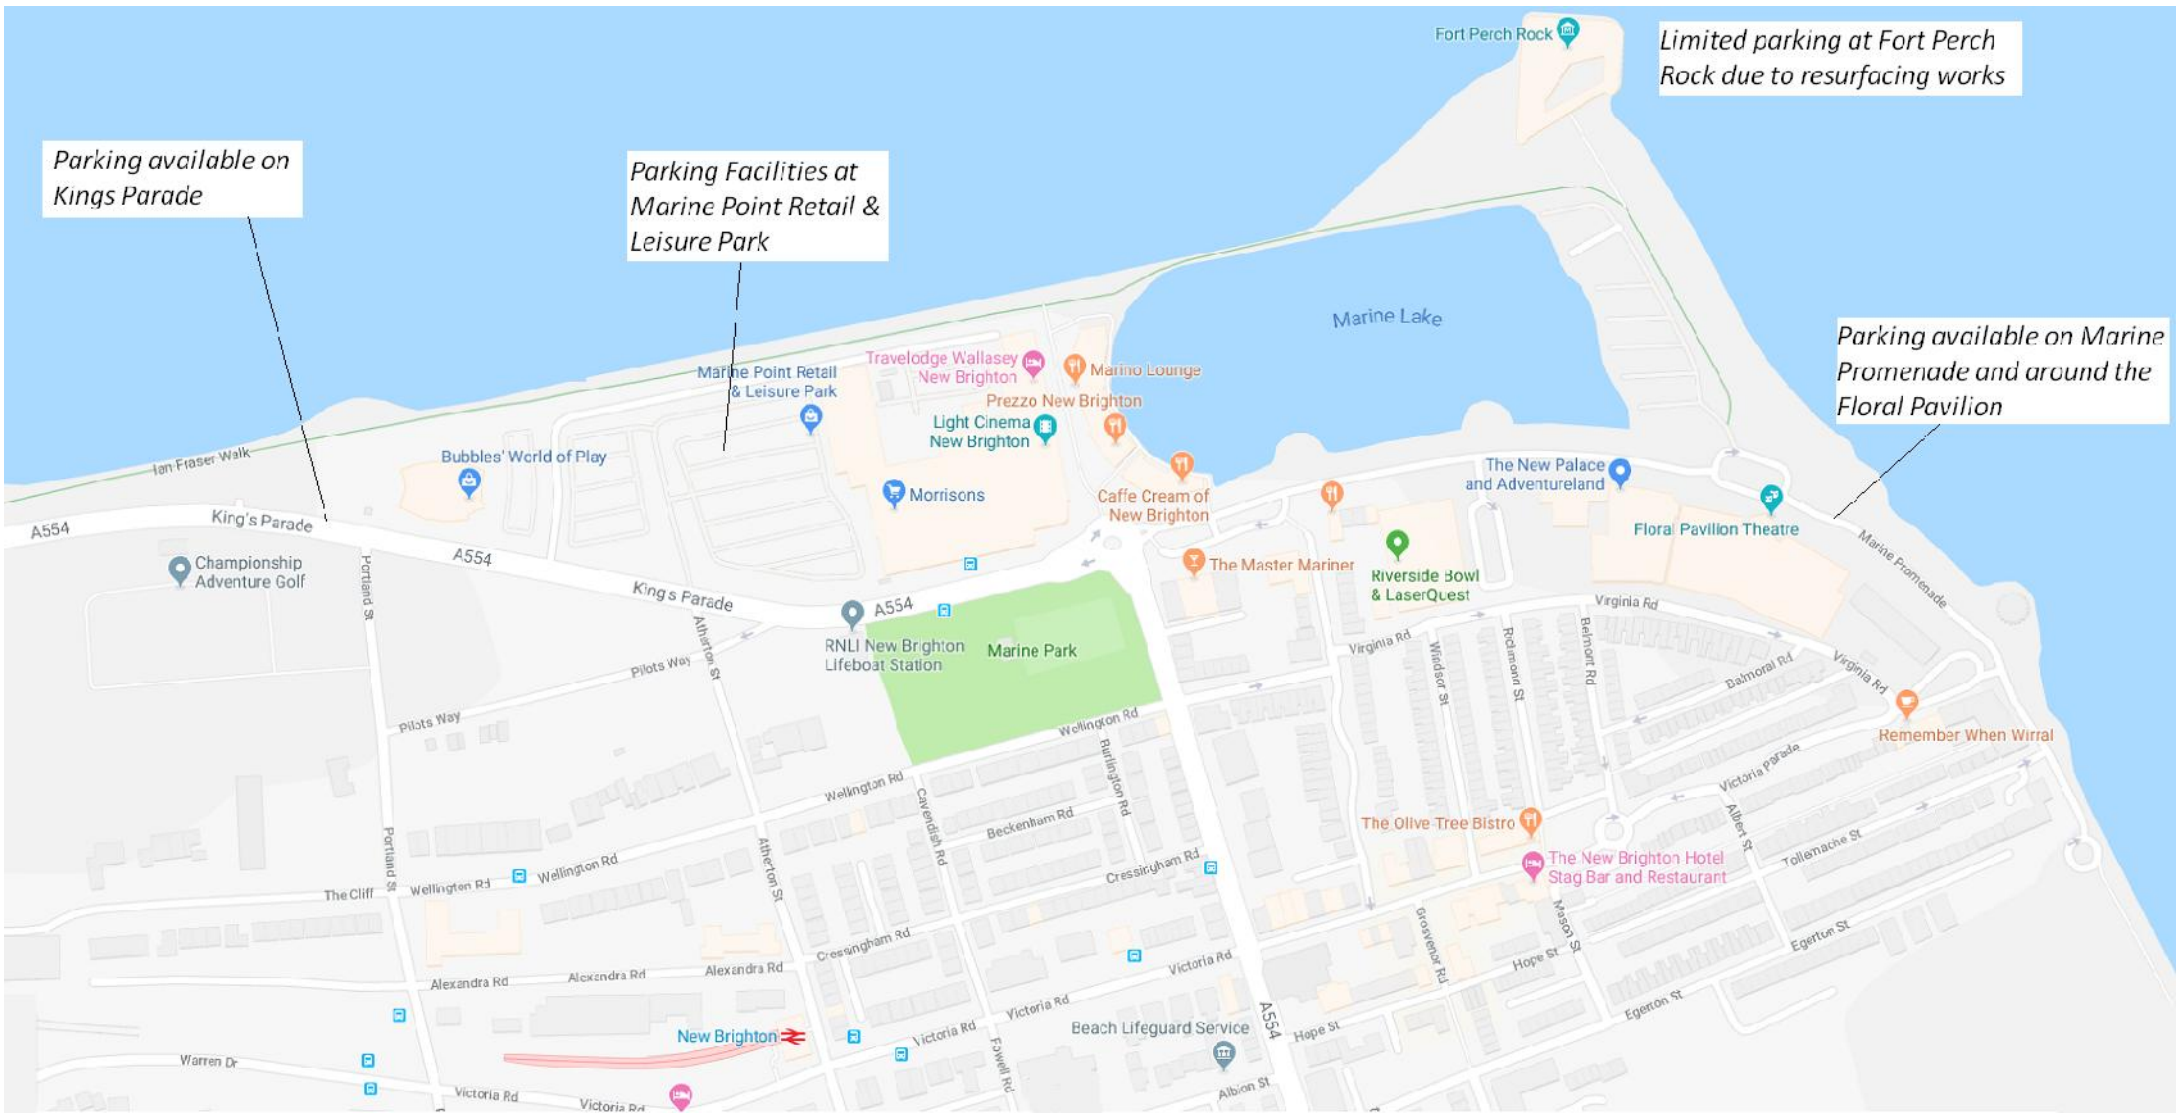 Fort Perch Rock
Limited parking at Fort Perch
Rock due to resurfacing works
Parking available on
Kings Parade
Parking Facilities at
Marine Point Retail &
Leisure Park
Marine Lake
Parking available on Marine
Promenade and around the
Floral Pavilion
Travelodge Wallasey
New Brighton
Marino Lounge
Marine Point Retail
& Leisure Park
Prezzo New Brighton
Light Cinema
New Brighton
Ian Fraser Walk
Bubbles' World of Play
Morrisons
Caffe Cream of
New Brighton
The New Palace
and Adventureland
Floral Pavilion Theatre
Marine Promenade
A554
King's Parade
A554
King's Parade
A554
Championship
Adventure Golf
Portland St
The Master Mariner
Riverside Bowl
& LaserQuest
Virginia Rd
Virginia Rd
Virginia Rd
RNLI New Brighton
Lifeboat Station
Marine Park
Atherton St
Pilots Way
Pilots Way
Windsor St
Richmond St
Belmont Rd
Balmoral Rd
Remember When Wirral
Wellington Rd
Burlington Rd
Victoria Parade
Wellington Rd
Cavendish Rd
Beckenham Rd
The Olive Tree Bistro
Albert St
Tollemache St
Portland St
Atherton St
Wellington Rd
Wellington Rd
The Cliff
Cressingham Rd
The New Brighton Hotel
Stag Bar and Restaurant
Mason St
Grosvenor Rd
Egerton St
Cressingham Rd
Alexandra Rd
Alexandra Rd
Alexandra Rd
Victoria Rd
Hope St
Egerton St
New Brighton
Victoria Rd
Victoria Rd
Beach Lifeguard Service
A554
Hope St
Warren Dr
Fowell Rd
Victoria Rd
Victoria Rd
Albion St